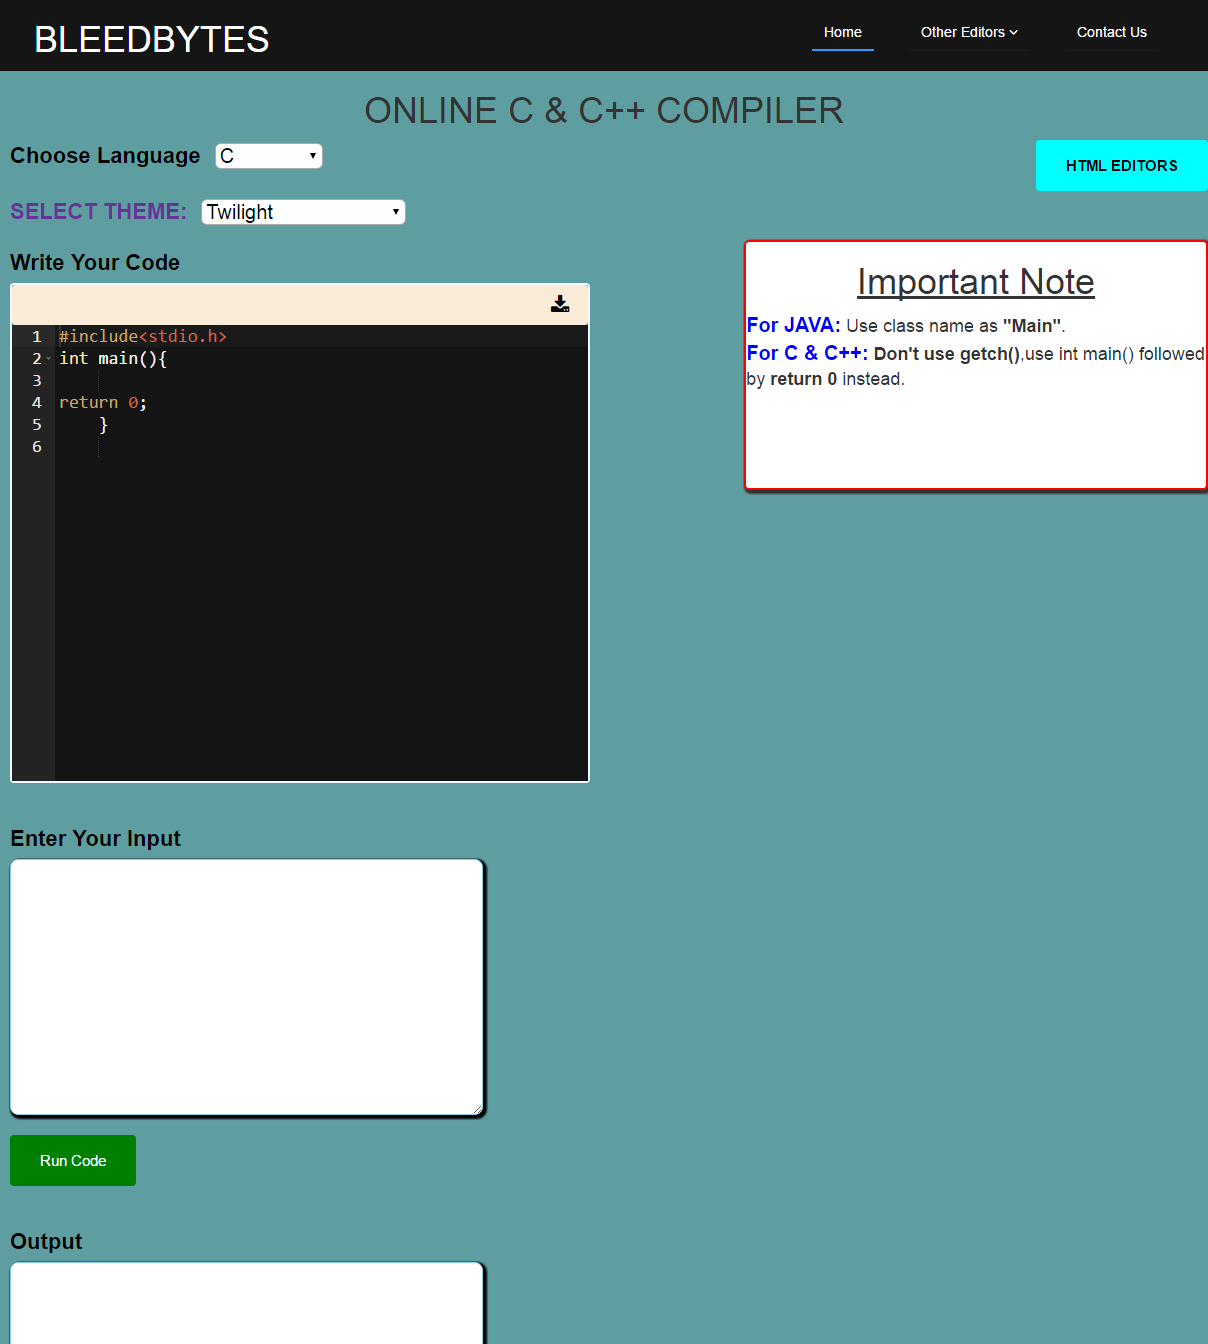 BLEEDBYTES
Home
Other Editors
Contact Us
ONLINE C & C++ COMPILER
Choose Language
C
HTML EDITORS
SELECT THEME:
Twilight
Write Your Code
1 #include<stdio.h>
2 int main(){
3
4 return 0;
5 }
6
Important Note
For JAVA: Use class name as "Main".
For C & C++: Don't use getch(),use int main() followed
by return 0 instead.
Enter Your Input
Run Code
Output